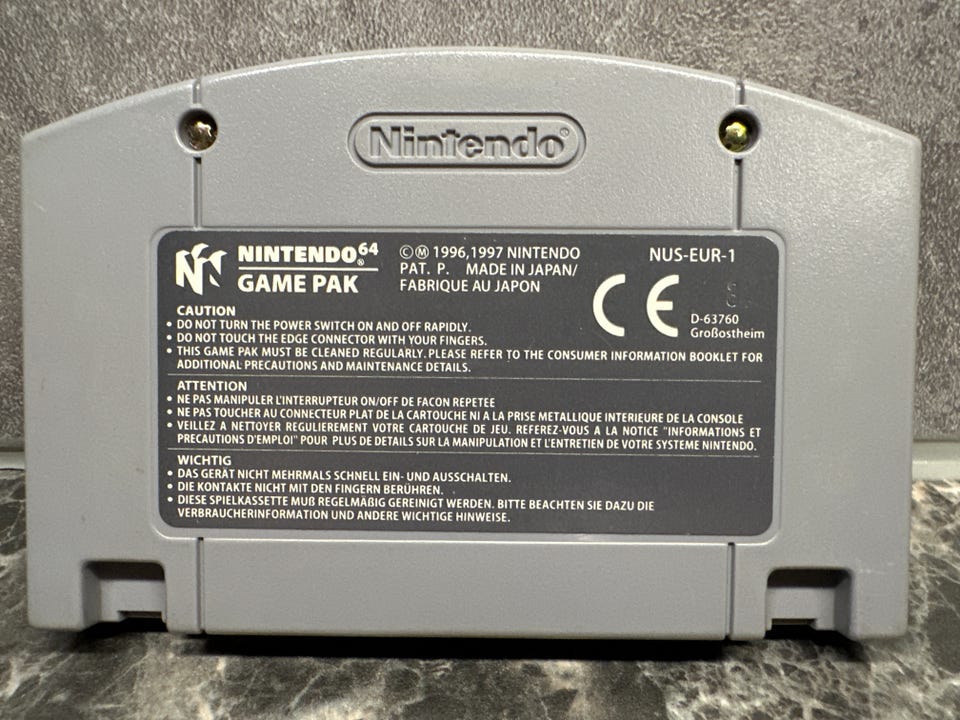 Nintendo®
NINTENDO64®
GAME PAK
©Ⓜ 1996,1997 NINTENDO
PAT. P. MADE IN JAPAN/
FABRIQUE AU JAPON
NUS-EUR-1
CE
D-63760
Großostheim
CAUTION
• DO NOT TURN THE POWER SWITCH ON AND OFF RAPIDLY.
• DO NOT TOUCH THE EDGE CONNECTOR WITH YOUR FINGERS.
• THIS GAME PAK MUST BE CLEANED REGULARLY. PLEASE REFER TO THE CONSUMER INFORMATION BOOKLET FOR
ADDITIONAL PRECAUTIONS AND MAINTENANCE DETAILS.
ATTENTION
• NE PAS MANIPULER L'INTERRUPTEUR ON/OFF DE FACON REPETEE
• NE PAS TOUCHER AU CONNECTEUR PLAT DE LA CARTOUCHE NI A LA PRISE METALLIQUE INTERIEURE DE LA CONSOLE
• VEILLEZ A NETTOYER REGULIEREMENT VOTRE CARTOUCHE DE JEU. REFEREZ-VOUS A LA NOTICE "INFORMATIONS ET
PRECAUTIONS D'EMPLOI" POUR PLUS DE DETAILS SUR LA MANIPULATION ET L'ENTRETIEN DE VOTRE SYSTEME NINTENDO.
WICHTIG
• DAS GERÄT NICHT MEHRMALS SCHNELL EIN- UND AUSSCHALTEN.
• DIE KONTAKTE NICHT MIT DEN FINGERN BERÜHREN.
• DIESE SPIELKASSETTE MUß REGELMÄßIG GEREINIGT WERDEN. BITTE BEACHTEN SIE DAZU DIE
VERBRAUCHERINFORMATION UND ANDERE WICHTIGE HINWEISE.